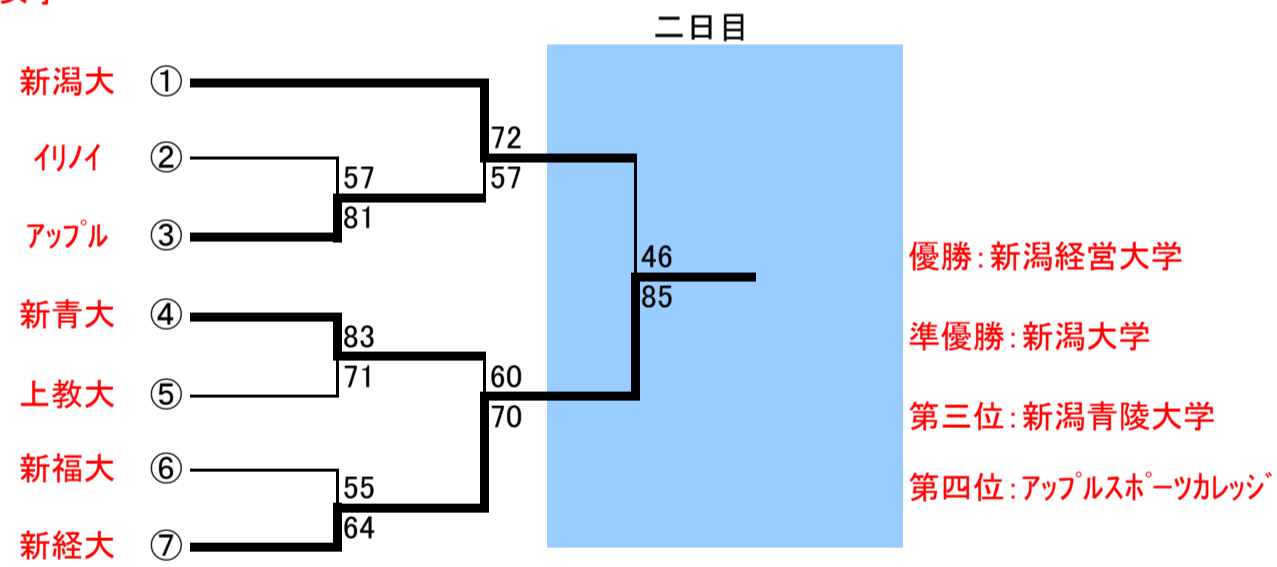 二日目
新潟大 ①
72
イリノイ ②
57
57
81
アップル ③
46
優勝:新潟経営大学
85
新青大 ④
83
準優勝:新潟大学
71
60
上教大 ⑤
70
第三位:新潟青陵大学
新福大 ⑥
55
第四位:アップルスポーツカレッジ
64
新経大 ⑦